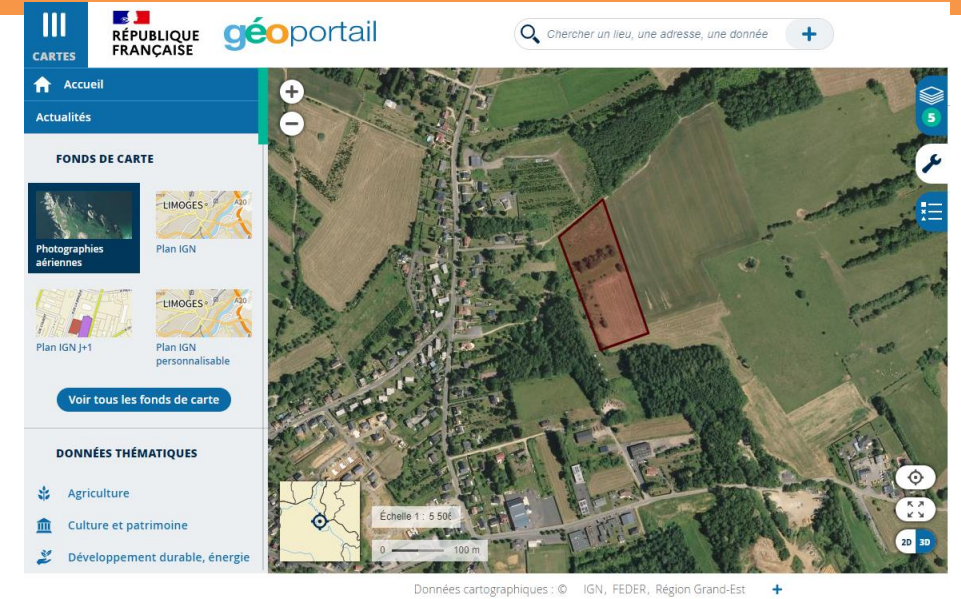 CARTES
RÉPUBLIQUE
FRANÇAISE
géoportail
Chercher un lieu, une adresse, une donnée
+
Accueil
Actualités
FONDS DE CARTE
Photographies
aériennes
LIMOGES
A20
Plan IGN
Plan IGN J+1
LIMOGES
A20
Plan IGN
personnalisable
Voir tous les fonds de carte
DONNÉES THÉMATIQUES
Agriculture
Culture et patrimoine
Développement durable, énergie
+
−
5
Échelle 1 : 5 506
0 100 m
2D 3D
Données cartographiques : © IGN, FEDER, Région Grand-Est +